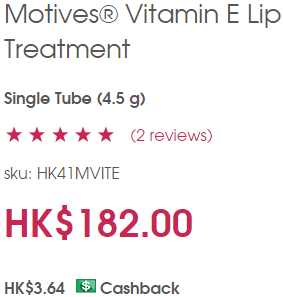 Motives® Vitamin E Lip
Treatment
Single Tube (4.5 g)
(2 reviews)
sku: HK41MVITE
HK$182.00
HK$3.64 $ Cashback